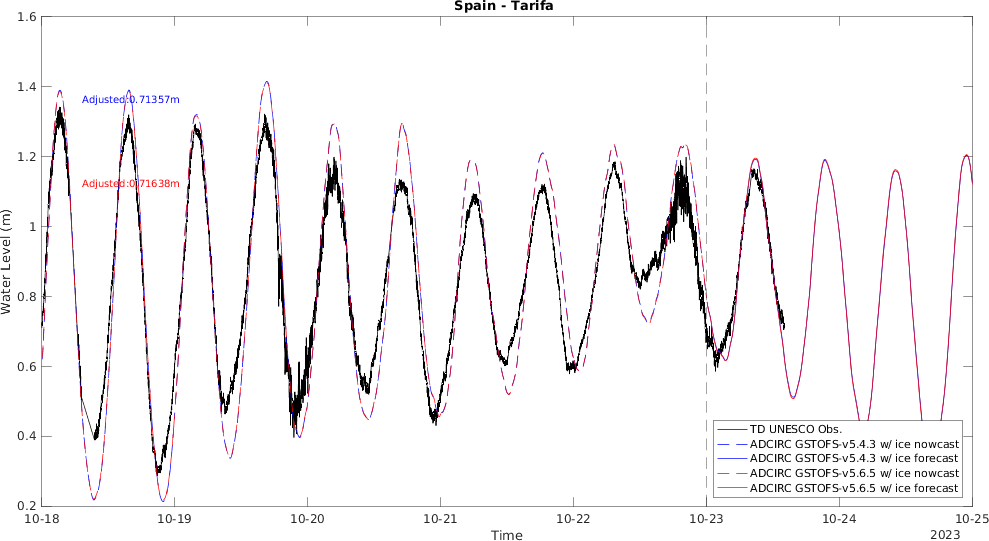 Spain - Tarifa
1.6
1.4
1.2
1
0.8
0.6
0.4
0.2
Water Level (m)
Adjusted:0.71357m
Adjusted:0.71638m
TD UNESCO Obs.
ADCIRC GSTOFS-v5.4.3 w/ ice nowcast
ADCIRC GSTOFS-v5.4.3 w/ ice forecast
ADCIRC GSTOFS-v5.6.5 w/ ice nowcast
ADCIRC GSTOFS-v5.6.5 w/ ice forecast
10-18 10-19 10-20 10-21 10-22 10-23 10-24 10-25
Time
2023